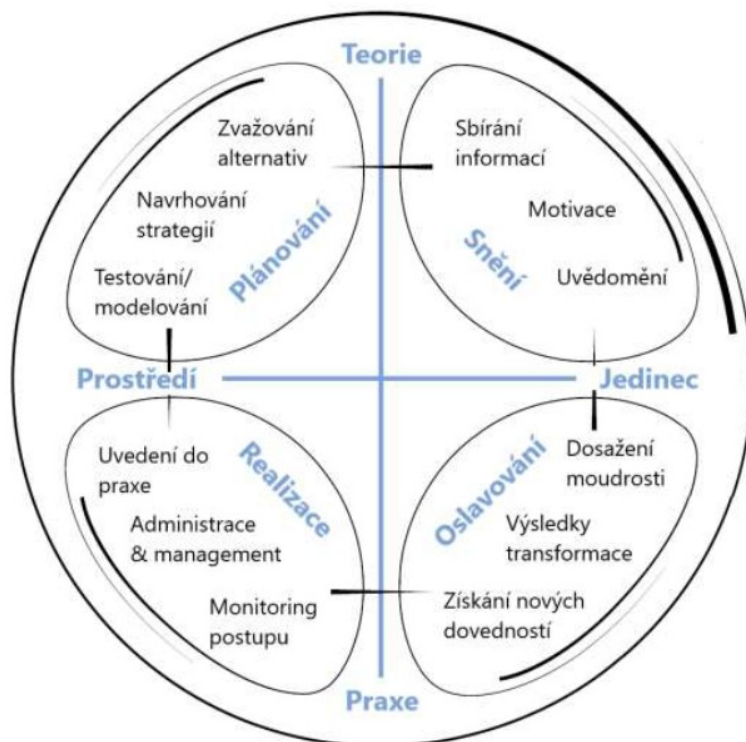 Teorie
Zvažování
alternativ
Navrhování
strategií
Testování/
modelování
Plánování
Sbírání
informací
Motivace
Uvědomění
Snění
Prostředí
Jedinec
Uvedení do
praxe
Administrace
& management
Monitoring
postupu
Realizace
Oslavování
Dosažení
moudrosti
Výsledky
transformace
Získání nových
dovedností
Praxe